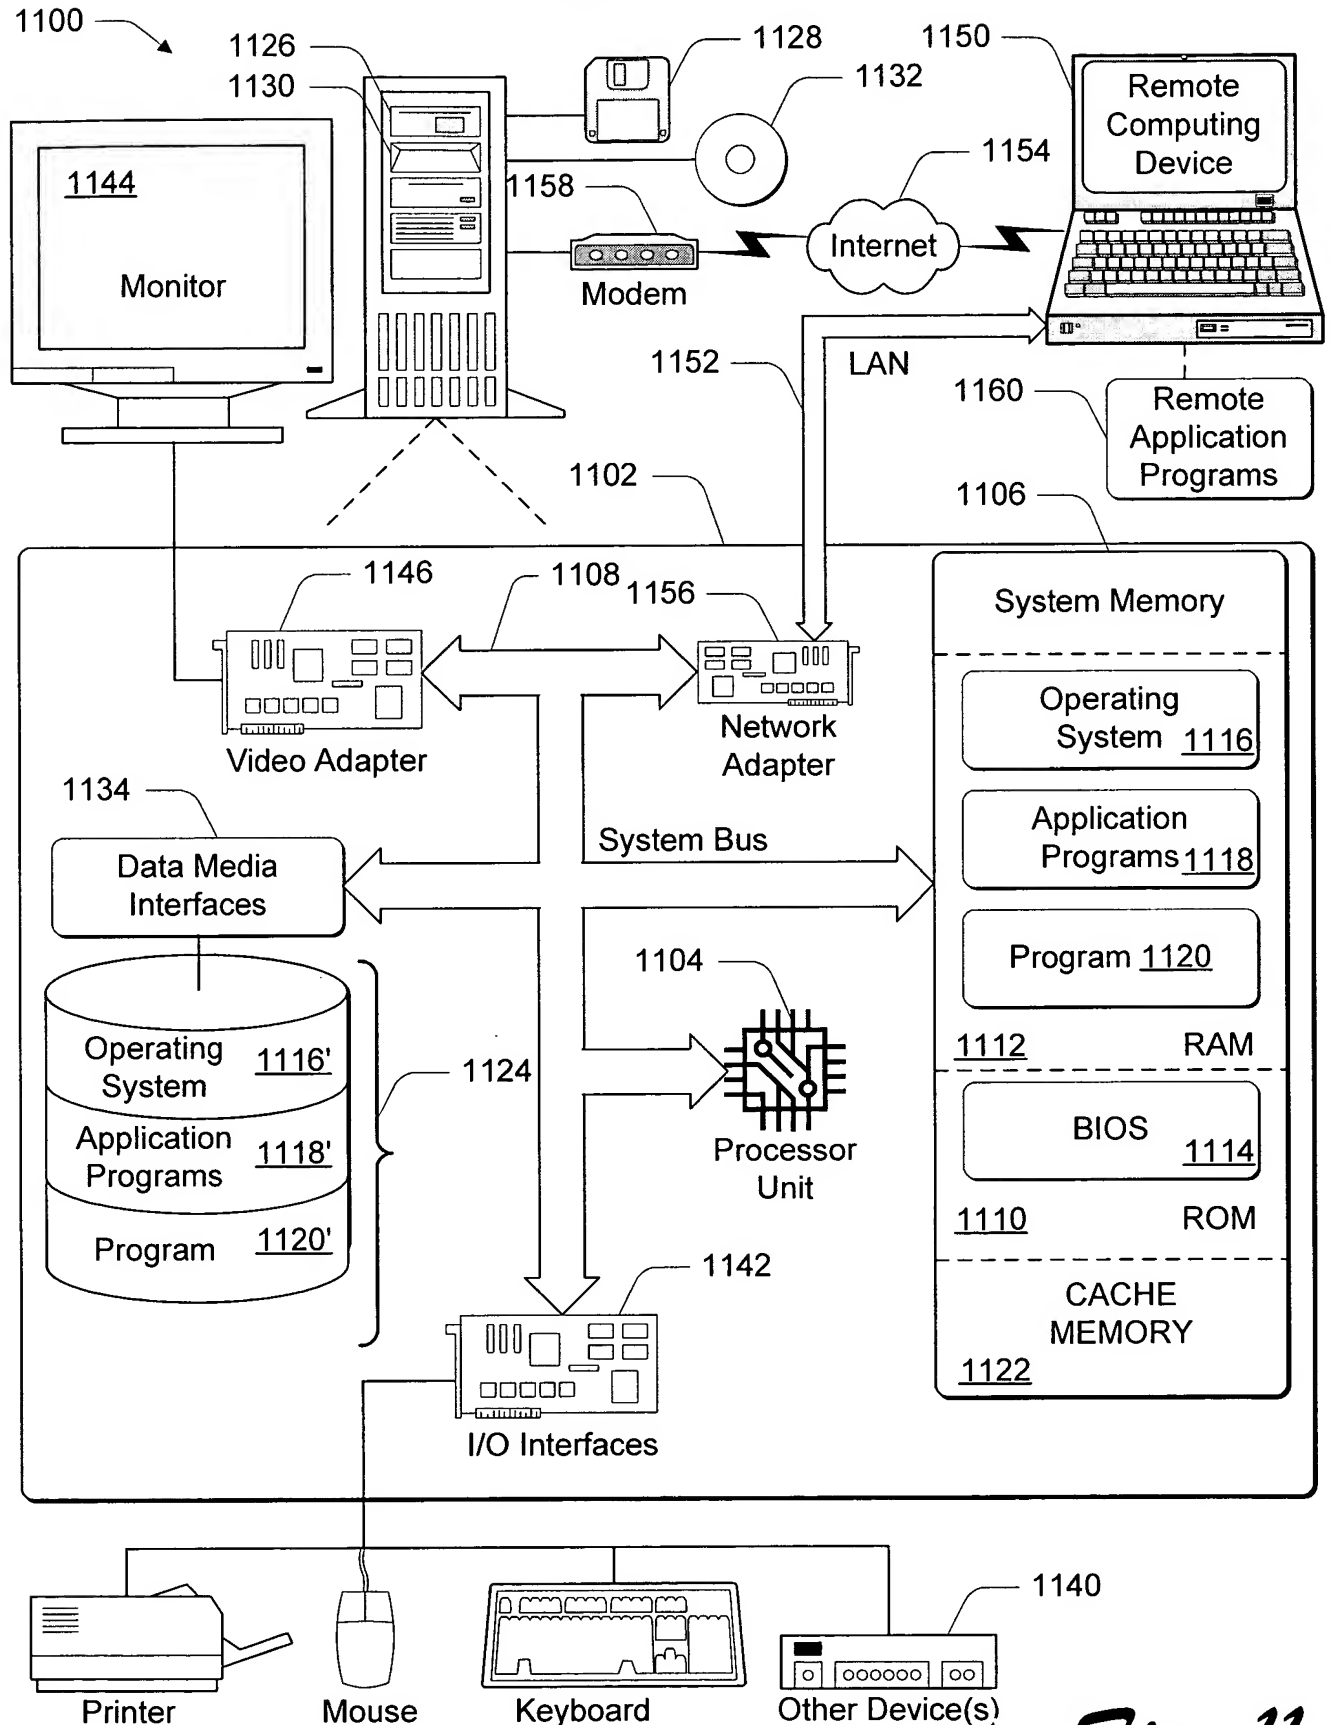 1100
1126
1130
1128
1132
1150
1154
1158
1144
Monitor
Modem
Internet
Remote
Computing
Device
1152
LAN
1160
Remote
Application
Programs
1102
1106
1146
1108
1156
System Memory
Operating
System 1116
Application
Programs 1118
Program 1120
1112 RAM
BIOS
1114
1110 ROM
CACHE
MEMORY
1122
Video Adapter
Network
Adapter
1134
Data Media
Interfaces
System Bus
1104
Processor
Unit
Operating
System
1116'
Application
Programs
1118'
Program 1120'
1124
1142
I/O Interfaces
1140
Printer
Mouse
Keyboard
Other Device(s)